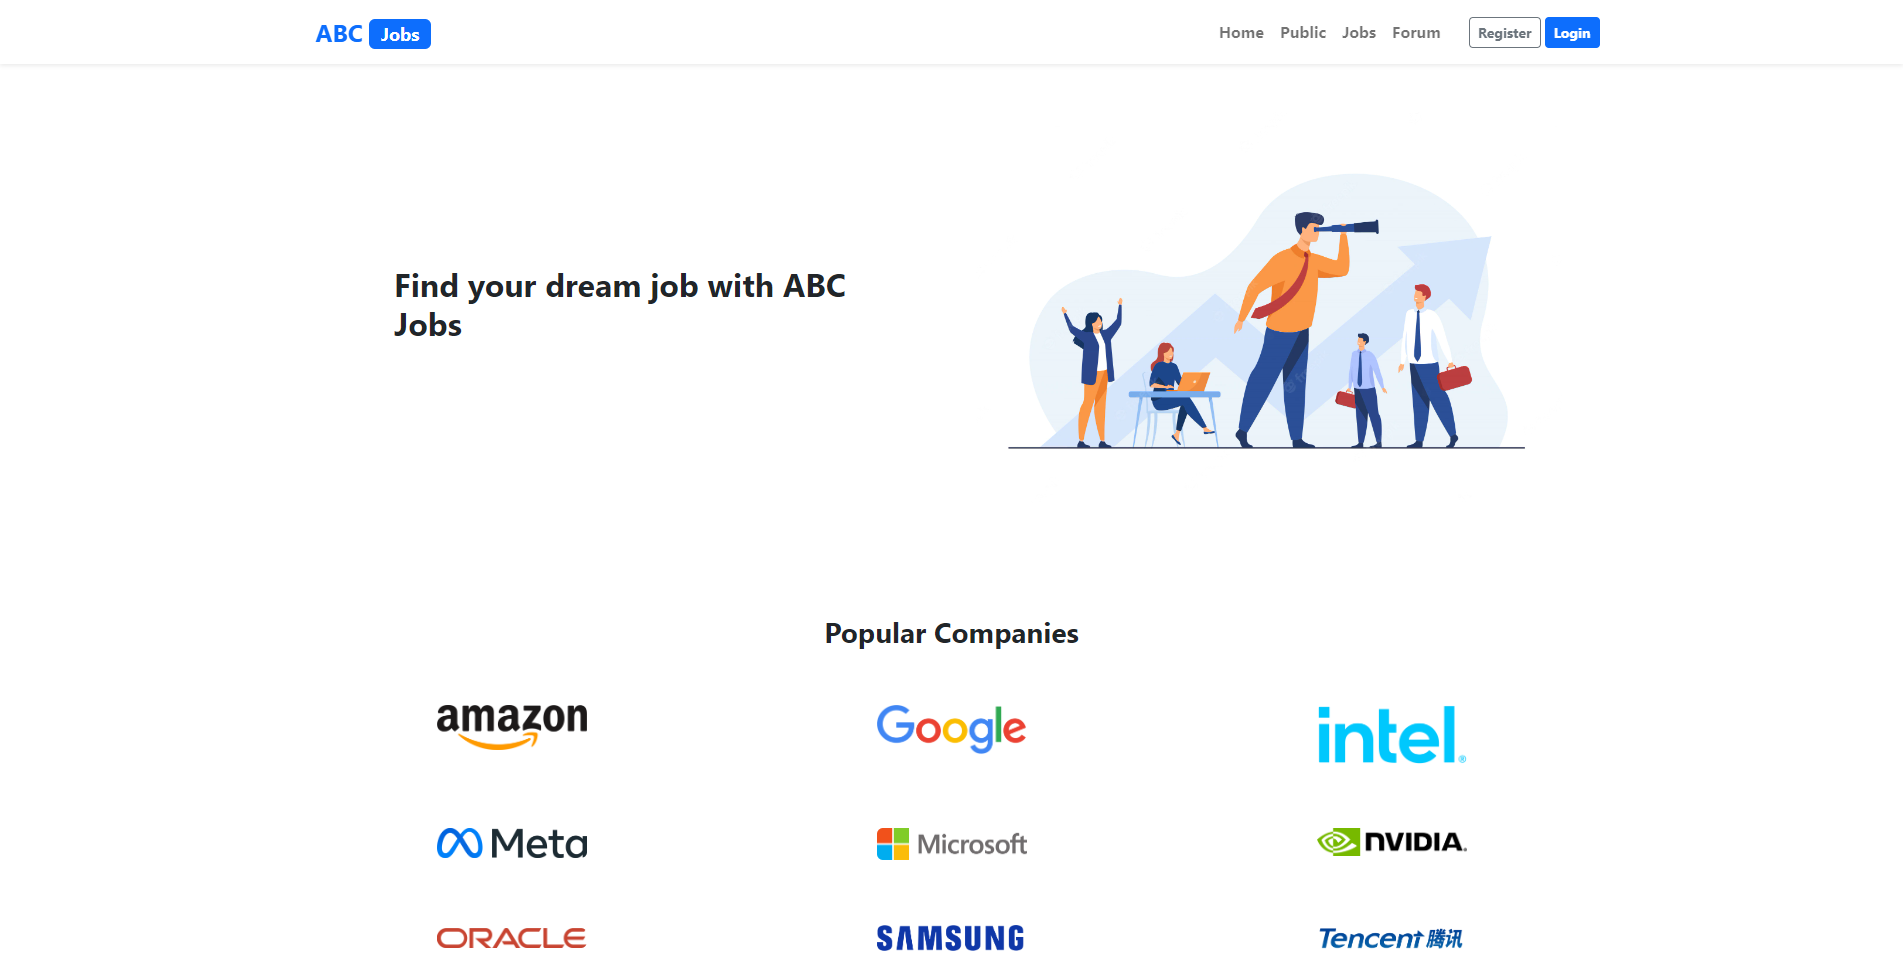 ABC Jobs
Home Public Jobs Forum Register Login
Find your dream job with ABC
Jobs
Popular Companies
amazon Google intel®
Meta Microsoft NVIDIA.
ORACLE SAMSUNG Tencent 腾讯